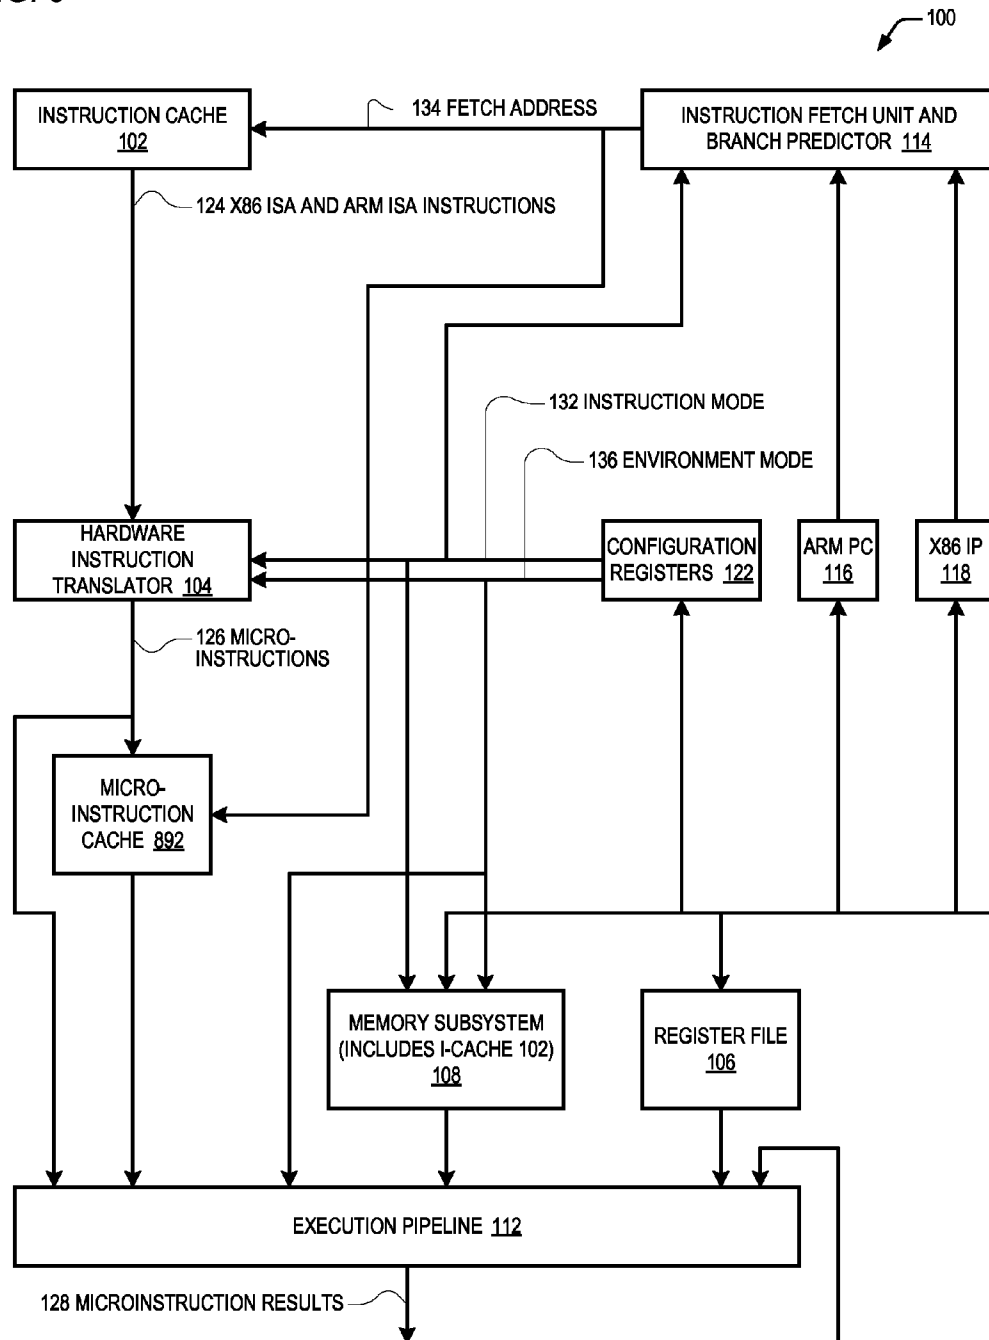 100
INSTRUCTION CACHE
102
134 FETCH ADDRESS
INSTRUCTION FETCH UNIT AND
BRANCH PREDICTOR 114
124 X86 ISA AND ARM ISA INSTRUCTIONS
132 INSTRUCTION MODE
136 ENVIRONMENT MODE
HARDWARE
INSTRUCTION
TRANSLATOR 104
CONFIGURATION
REGISTERS 122
ARM PC
116
X86 IP
118
126 MICRO-
INSTRUCTIONS
MICRO-
INSTRUCTION
CACHE 892
MEMORY SUBSYSTEM
(INCLUDES I-CACHE 102)
108
REGISTER FILE
106
EXECUTION PIPELINE 112
128 MICROINSTRUCTION RESULTS